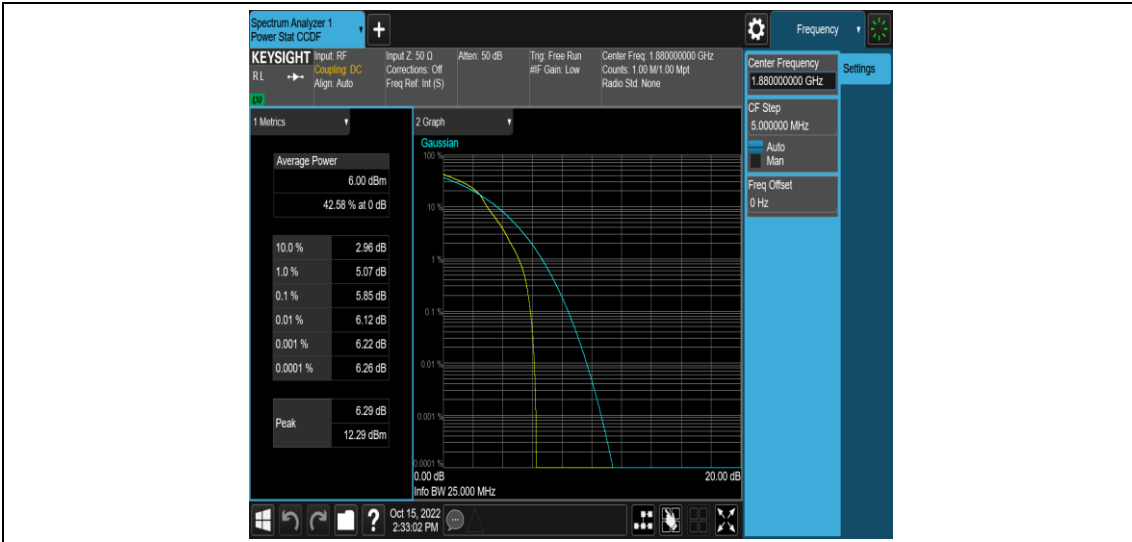 Spectrum Analyzer 1
Power Stat CCDF
+
Frequency
KEYSIGHT
Input: RF
Coupling: DC
Align: Auto
R L
LXI
Input Z: 50 Ω
Corrections: Off
Freq Ref: Int (S)
Atten: 50 dB
Trig: Free Run
#IF Gain: Low
Center Freq: 1.880000000 GHz
Counts: 1.00 M/1.00 Mpt
Radio Std: None
Center Frequency
1.880000000 GHz
Settings
CF Step
5.000000 MHz
Auto
Man
Freq Offset
0 Hz
1 Metrics
Average Power
6.00 dBm
42.58 % at 0 dB
10.0 % 2.96 dB
1.0 % 5.07 dB
0.1 % 5.85 dB
0.01 % 6.12 dB
0.001 % 6.22 dB
0.0001 % 6.26 dB
Peak
6.29 dB
12.29 dBm
2 Graph
Gaussian
100 %
10 %
1 %
0.1 %
0.01 %
0.001 %
0.0001 %
0.00 dB
20.00 dB
Info BW 25.000 MHz
?
Oct 15, 2022
2:33:02 PM